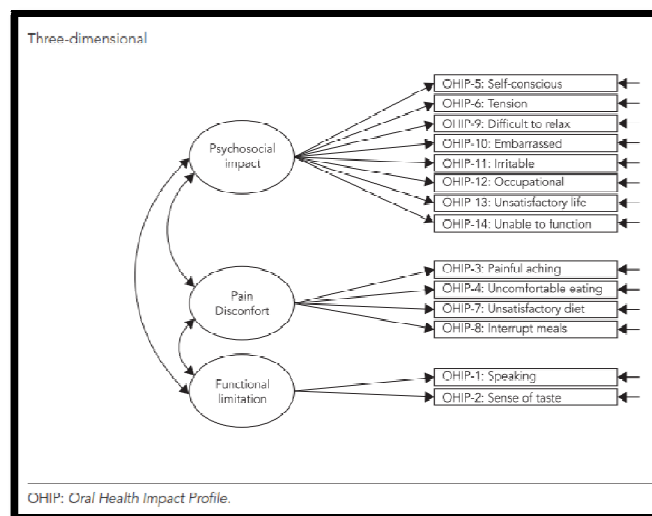 Three-dimensional
Psychosocial
impact
OHIP-5: Self-conscious
OHIP-6: Tension
OHIP-9: Difficult to relax
OHIP-10: Embarrassed
OHIP-11: Irritable
OHIP-12: Occupational
OHIP-13: Unsatisfactory life
OHIP-14: Unable to function
Pain
Disconfort
OHIP-3: Painful aching
OHIP-4: Uncomfortable eating
OHIP-7: Unsatisfactory diet
OHIP-8: Interrupt meals
Functional
limitation
OHIP-1: Speaking
OHIP-2: Sense of taste
OHIP: Oral Health Impact Profile.